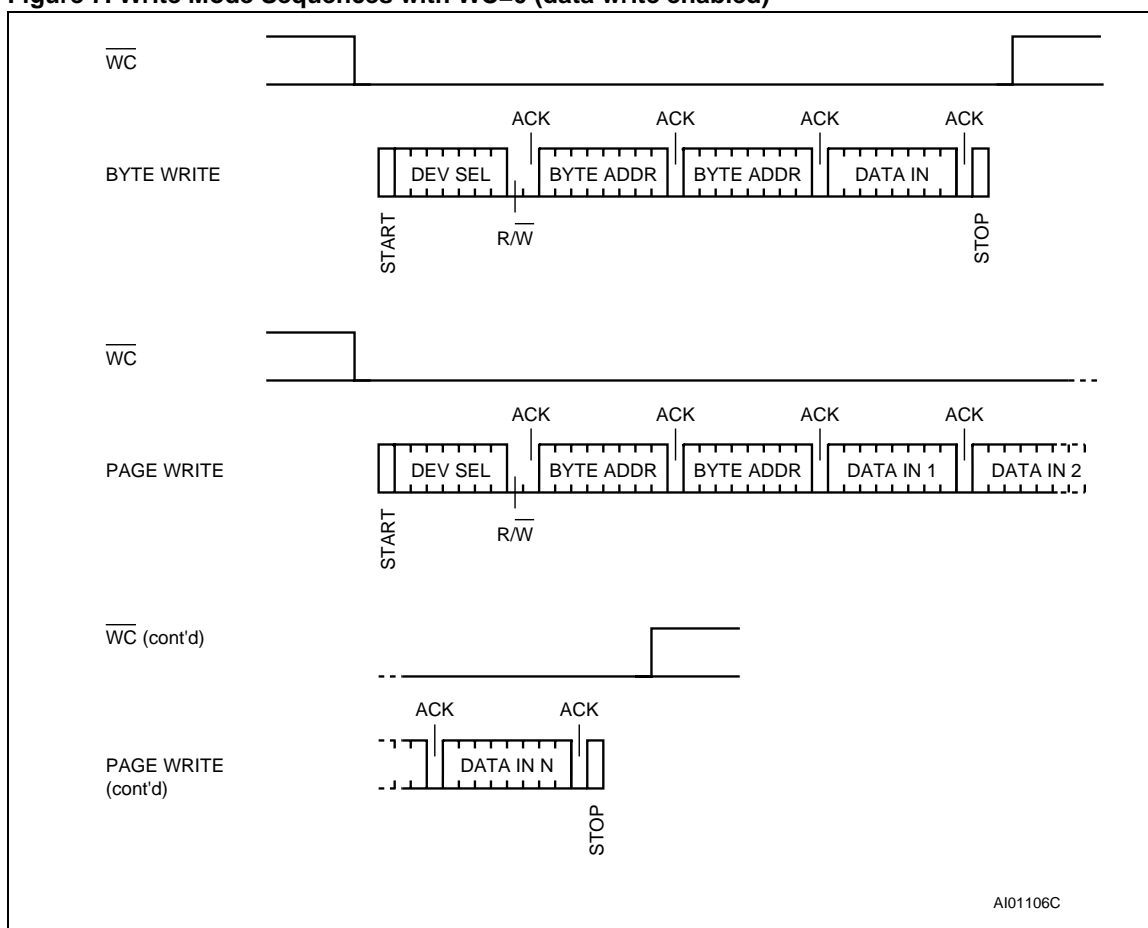 Figure 7. Write Mode Sequences with WC=0 (data write enabled)
WC
ACK ACK ACK ACK
BYTE WRITE DEV SEL BYTE ADDR BYTE ADDR DATA IN
R/W
START STOP
WC
ACK ACK ACK ACK
PAGE WRITE DEV SEL BYTE ADDR BYTE ADDR DATA IN 1 DATA IN 2
R/W
START
WC (cont'd)
ACK ACK
PAGE WRITE DATA IN N
(cont'd)
STOP
AI01106C